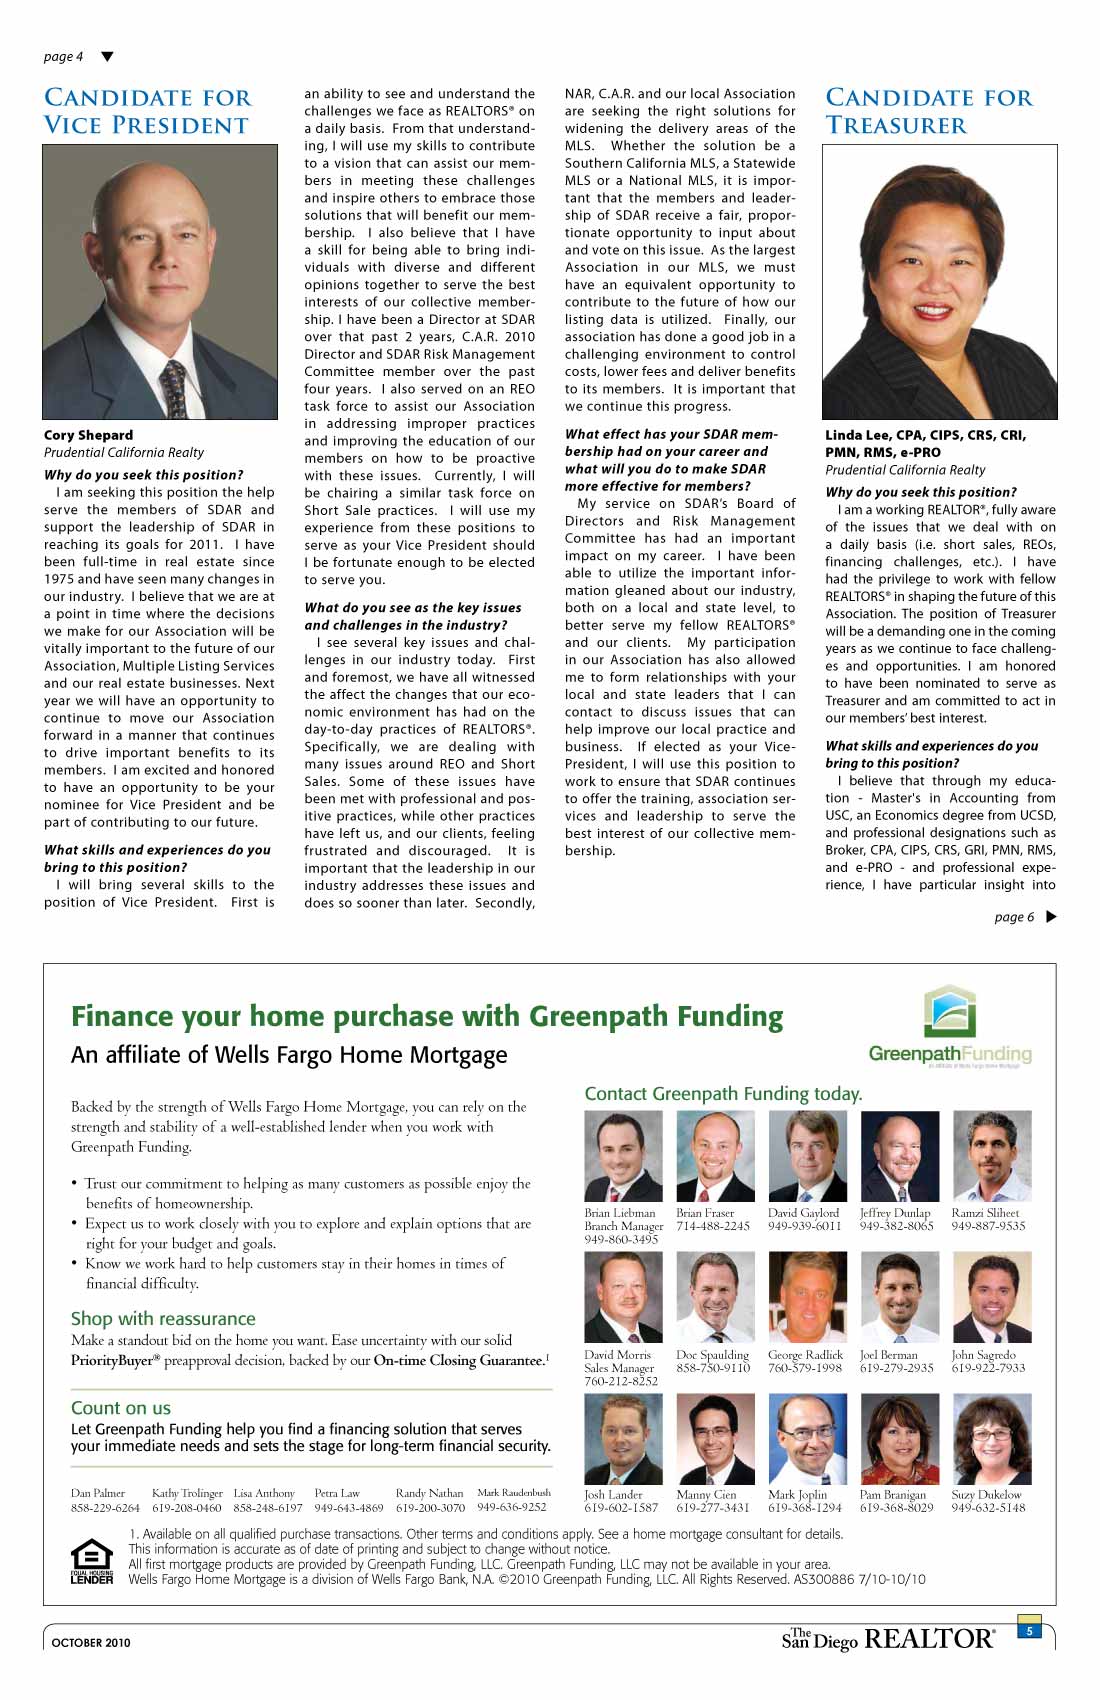 page 4 ▼
CANDIDATE FOR
VICE PRESIDENT
Cory Shepard
Prudential California Realty
Why do you seek this position?
I am seeking this position the help
serve the members of SDAR and
support the leadership of SDAR in
reaching its goals for 2011. I have
been full-time in real estate since
1975 and have seen many changes in
our industry. I believe that we are at
a point in time where the decisions
we make for our Association will be
vitally important to the future of our
Association, Multiple Listing Services
and our real estate businesses. Next
year we will have an opportunity to
continue to move our Association
forward in a manner that continues
to drive important benefits to its
members. I am excited and honored
to have an opportunity to be your
nominee for Vice President and be
part of contributing to our future.
What skills and experiences do you
bring to this position?
I will bring several skills to the
position of Vice President. First is
an ability to see and understand the
challenges we face as REALTORS® on
a daily basis. From that understand-
ing, I will use my skills to contribute
to a vision that can assist our mem-
bers in meeting these challenges
and inspire others to embrace those
solutions that will benefit our mem-
bership. I also believe that I have
a skill for being able to bring indi-
viduals with diverse and different
opinions together to serve the best
interests of our collective member-
ship. I have been a Director at SDAR
over that past 2 years, C.A.R. 2010
Director and SDAR Risk Management
Committee member over the past
four years. I also served on an REO
task force to assist our Association
in addressing improper practices
and improving the education of our
members on how to be proactive
with these issues. Currently, I will
be chairing a similar task force on
Short Sale practices. I will use my
experience from these positions to
serve as your Vice President should
I be fortunate enough to be elected
to serve you.
What do you see as the key issues
and challenges in the industry?
I see several key issues and chal-
lenges in our industry today. First
and foremost, we have all witnessed
the affect the changes that our eco-
nomic environment has had on the
day-to-day practices of REALTORS®.
Specifically, we are dealing with
many issues around REO and Short
Sales. Some of these issues have
been met with professional and pos-
itive practices, while other practices
have left us, and our clients, feeling
frustrated and discouraged. It is
important that the leadership in our
industry addresses these issues and
does so sooner than later. Secondly,
NAR, C.A.R. and our local Association
are seeking the right solutions for
widening the delivery areas of the
MLS. Whether the solution be a
Southern California MLS, a Statewide
MLS or a National MLS, it is impor-
tant that the members and leader-
ship of SDAR receive a fair, propor-
tionate opportunity to input about
and vote on this issue. As the largest
Association in our MLS, we must
have an equivalent opportunity to
contribute to the future of how our
listing data is utilized. Finally, our
association has done a good job in a
challenging environment to control
costs, lower fees and deliver benefits
to its members. It is important that
we continue this progress.
What effect has your SDAR mem-
bership had on your career and
what will you do to make SDAR
more effective for members?
My service on SDAR's Board of
Directors and Risk Management
Committee has had an important
impact on my career. I have been
able to utilize the important infor-
mation gleaned about our industry,
both on a local and state level, to
better serve my fellow REALTORS®
and our clients. My participation
in our Association has also allowed
me to form relationships with your
local and state leaders that I can
contact to discuss issues that can
help improve our local practice and
business. If elected as your Vice-
President, I will use this position to
work to ensure that SDAR continues
to offer the training, association ser-
vices and leadership to serve the
best interest of our collective mem-
bership.
CANDIDATE FOR
TREASURER
Linda Lee, CPA, CIPS, CRS, CRI,
PMN, RMS, e-PRO
Prudential California Realty
Why do you seek this position?
I am a working REALTOR®, fully aware
of the issues that we deal with on
a daily basis (i.e. short sales, REOs,
financing challenges, etc.). I have
had the privilege to work with fellow
REALTORS® in shaping the future of this
Association. The position of Treasurer
will be a demanding one in the coming
years as we continue to face challeng-
es and opportunities. I am honored
to have been nominated to serve as
Treasurer and am committed to act in
our members' best interest.
What skills and experiences do you
bring to this position?
I believe that through my educa-
tion - Master's in Accounting from
USC, an Economics degree from UCSD,
and professional designations such as
Broker, CPA, CIPS, CRS, GRI, PMN, RMS,
and e-PRO - and professional expe-
rience, I have particular insight into
page 6 ▶
Finance your home purchase with Greenpath Funding
An affiliate of Wells Fargo Home Mortgage
GreenpathFunding
An Affiliate of Wells Fargo Home Mortgage
Backed by the strength of Wells Fargo Home Mortgage, you can rely on the
strength and stability of a well-established lender when you work with
Greenpath Funding.
• Trust our commitment to helping as many customers as possible enjoy the
benefits of homeownership.
• Expect us to work closely with you to explore and explain options that are
right for your budget and goals.
• Know we work hard to help customers stay in their homes in times of
financial difficulty.
Shop with reassurance
Make a standout bid on the home you want. Ease uncertainty with our solid
PriorityBuyer® preapproval decision, backed by our On-time Closing Guarantee.1
Count on us
Let Greenpath Funding help you find a financing solution that serves
your immediate needs and sets the stage for long-term financial security.
Dan Palmer Kathy Trolinger Lisa Anthony Petra Law Randy Nathan Mark Raudenbush
858-229-6264 619-208-0460 858-248-6197 949-643-4869 619-200-3070 949-636-9252
Contact Greenpath Funding today.
Brian Liebman Brian Fraser David Gaylord Jeffrey Dunlap Ramzi Sliheet
Branch Manager 714-488-2245 949-939-6011 949-382-8065 949-887-9535
949-860-3495
David Morris Doc Spaulding George Radlick Joel Berman John Sagredo
Sales Manager 858-750-9110 760-579-1998 619-279-2935 619-922-7933
760-212-8252
Josh Lander Manny Cien Mark Joplin Pam Branigan Suzy Dukelow
619-602-1587 619-277-3431 619-368-1294 619-368-8029 949-632-5148
EQUAL HOUSING
LENDER
1. Available on all qualified purchase transactions. Other terms and conditions apply. See a home mortgage consultant for details.
This information is accurate as of date of printing and subject to change without notice.
All first mortgage products are provided by Greenpath Funding, LLC. Greenpath Funding, LLC may not be available in your area.
Wells Fargo Home Mortgage is a division of Wells Fargo Bank, N.A. ©2010 Greenpath Funding, LLC. All Rights Reserved. AS300886 7/10-10/10
OCTOBER 2010
The San Diego REALTOR®
5